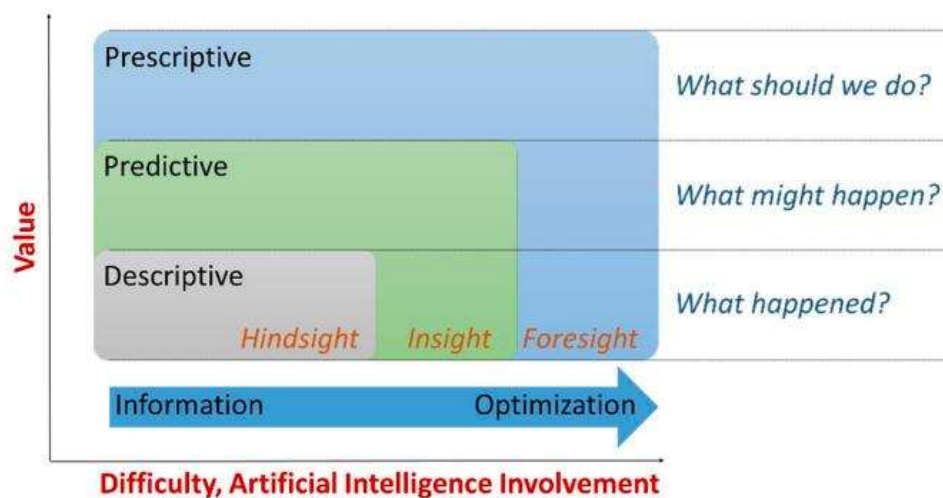 Prescriptive
What should we do?
Predictive
What might happen?
Descriptive
What happened?
Hindsight Insight Foresight
Information Optimization
Value
Difficulty, Artificial Intelligence Involvement